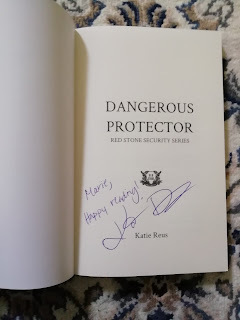 DANGEROUS
PROTECTOR
RED STONE SECURITY SERIES
Marie,
Happy reading!
Katie Reus